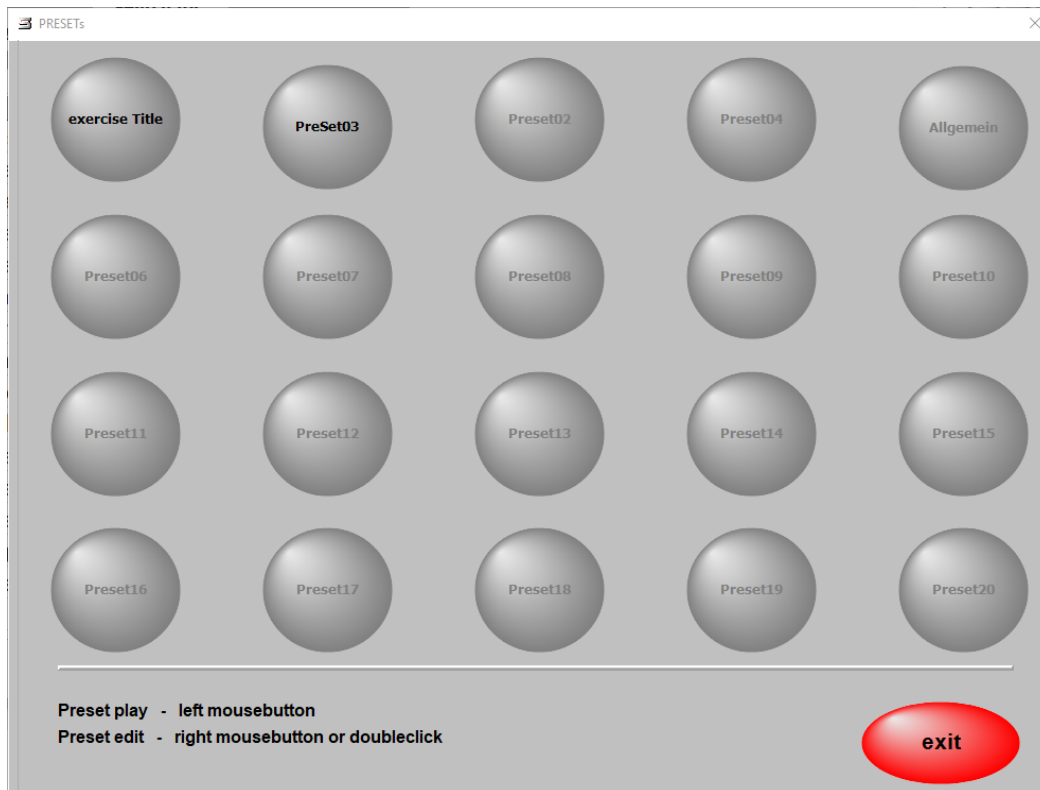 PRESETs
exercise Title
PreSet03
Preset02
Preset04
Allgemein
Preset06
Preset07
Preset08
Preset09
Preset10
Preset11
Preset12
Preset13
Preset14
Preset15
Preset16
Preset17
Preset18
Preset19
Preset20
Preset play - left mousebutton
Preset edit - right mousebutton or doubleclick
exit